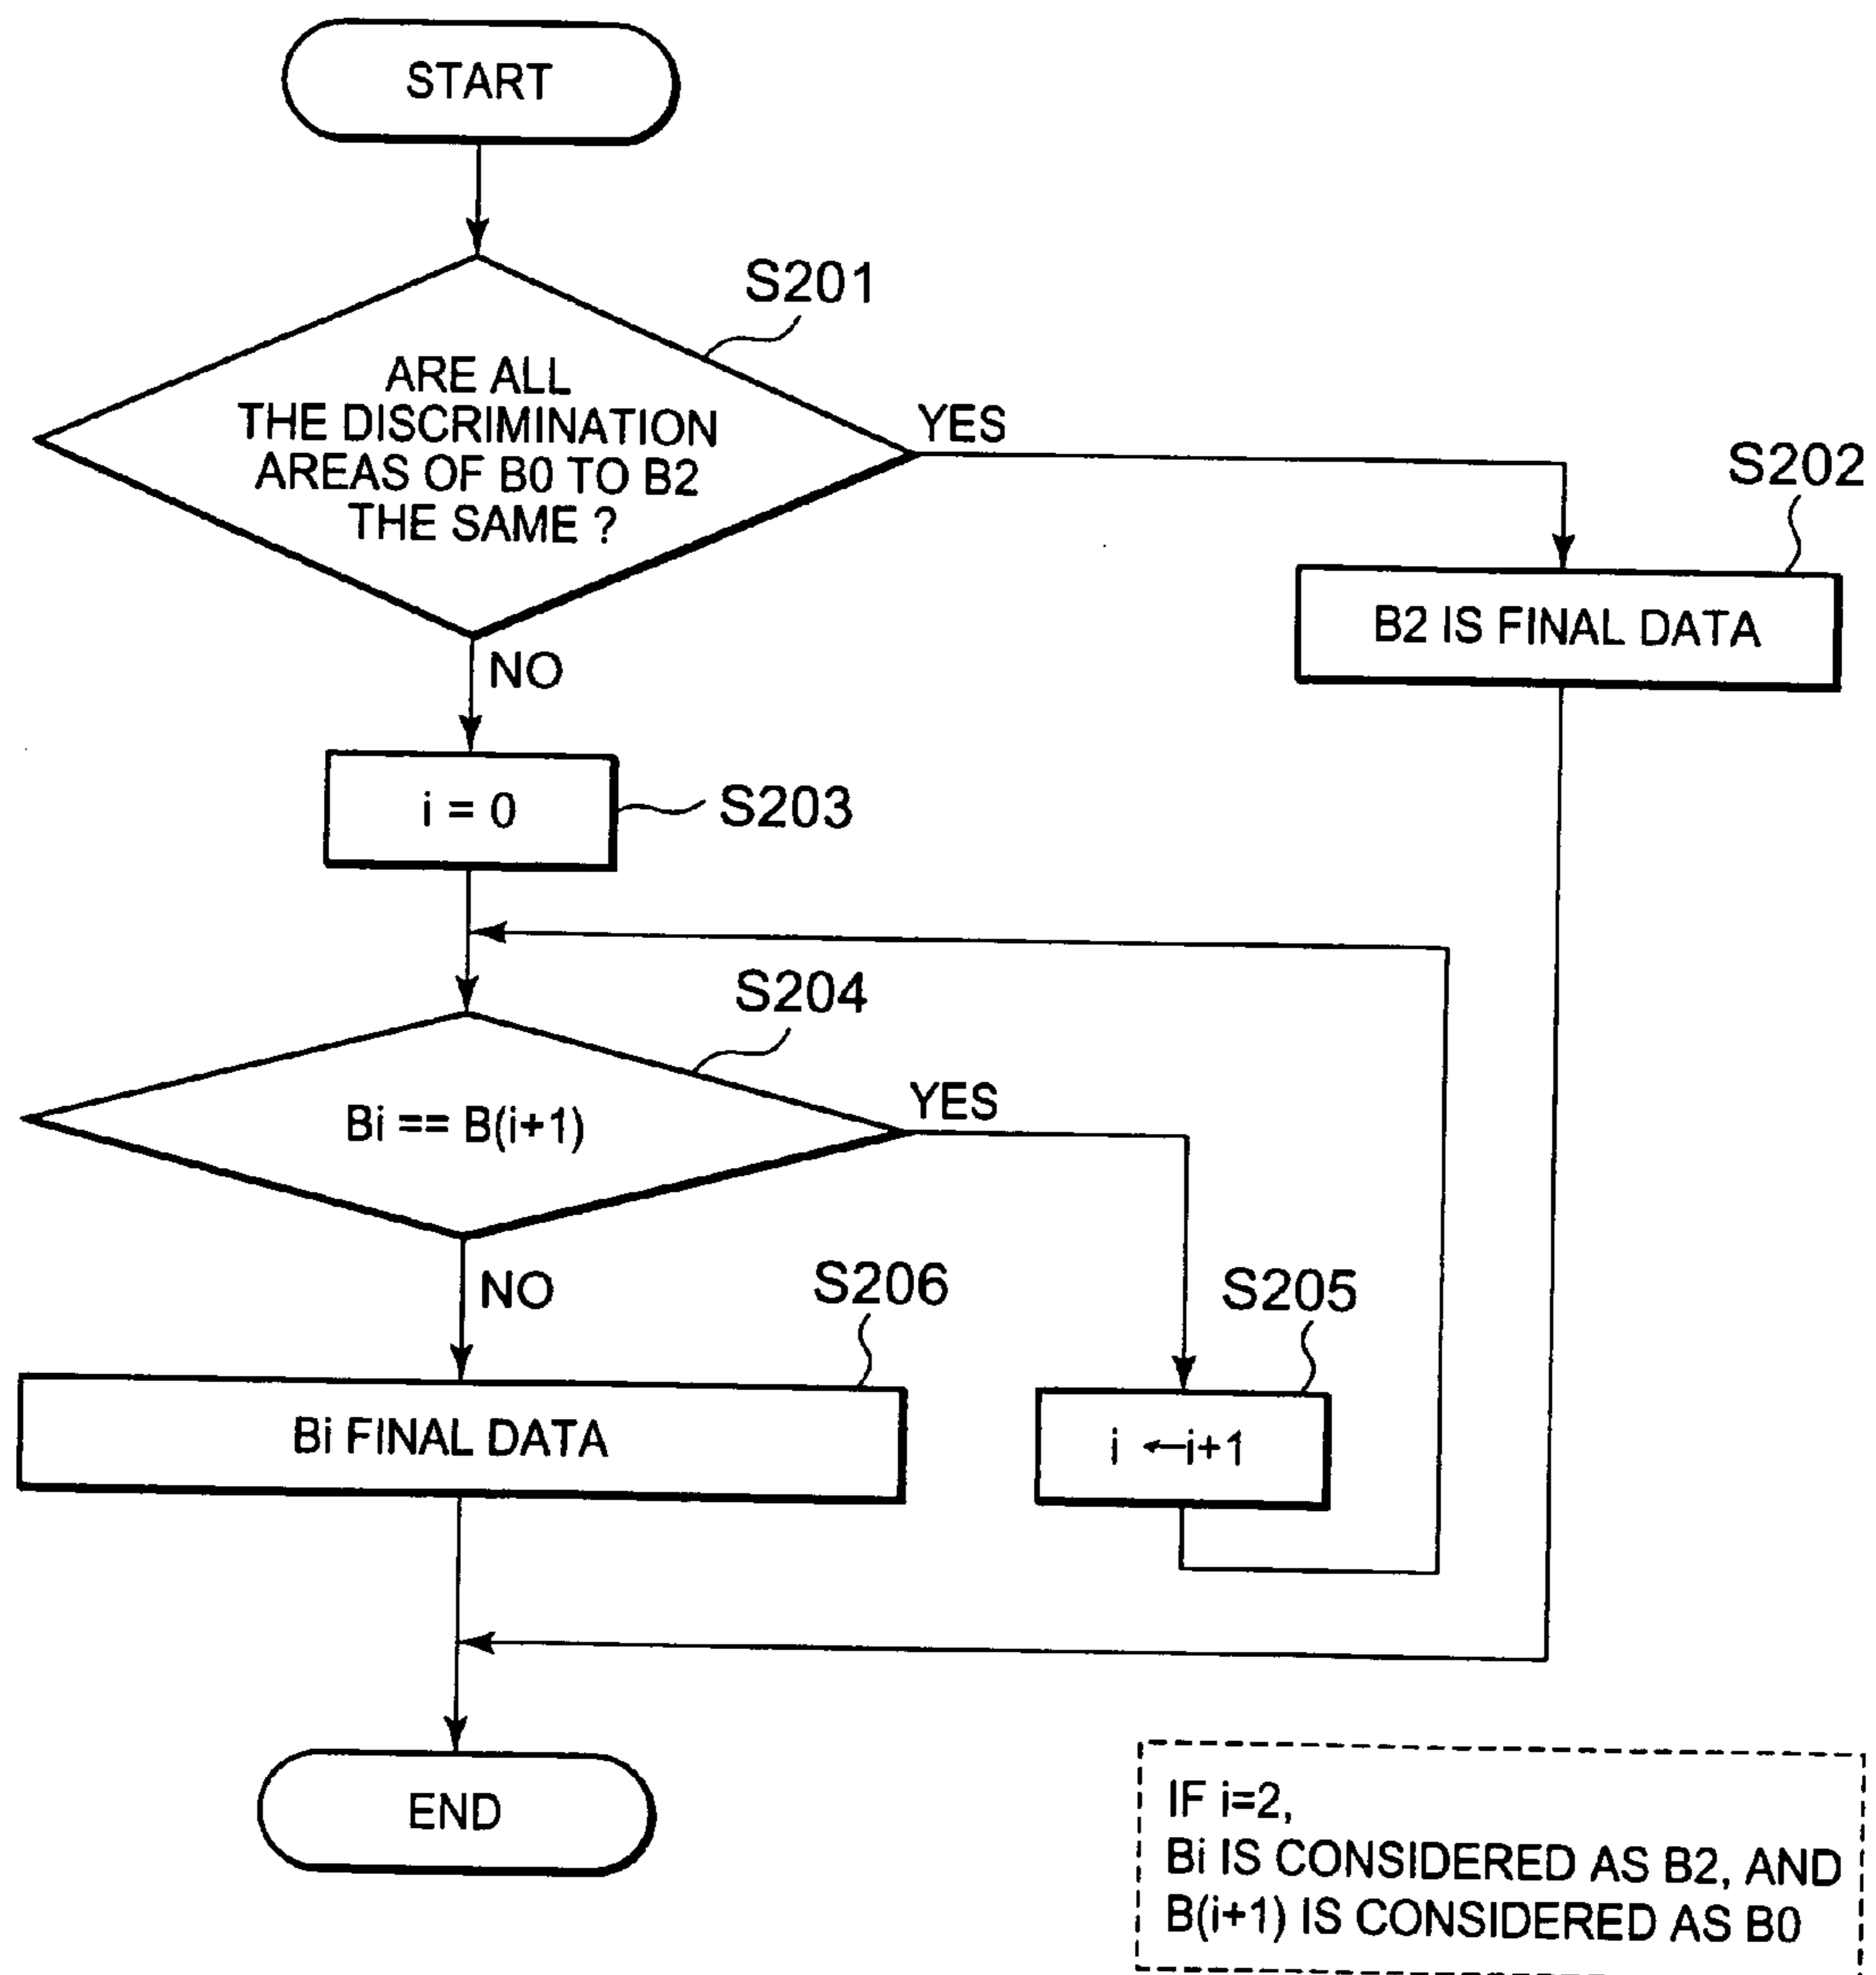 START
S201
ARE ALL
THE DISCRIMINATION
AREAS OF B0 TO B2
THE SAME ?
YES
S202
B2 IS FINAL DATA
NO
i = 0
S203
S204
Bi == B(i+1)
YES
NO
S206
S205
Bi FINAL DATA
i ←i+1
END
IF i=2,
Bi IS CONSIDERED AS B2, AND
B(i+1) IS CONSIDERED AS B0